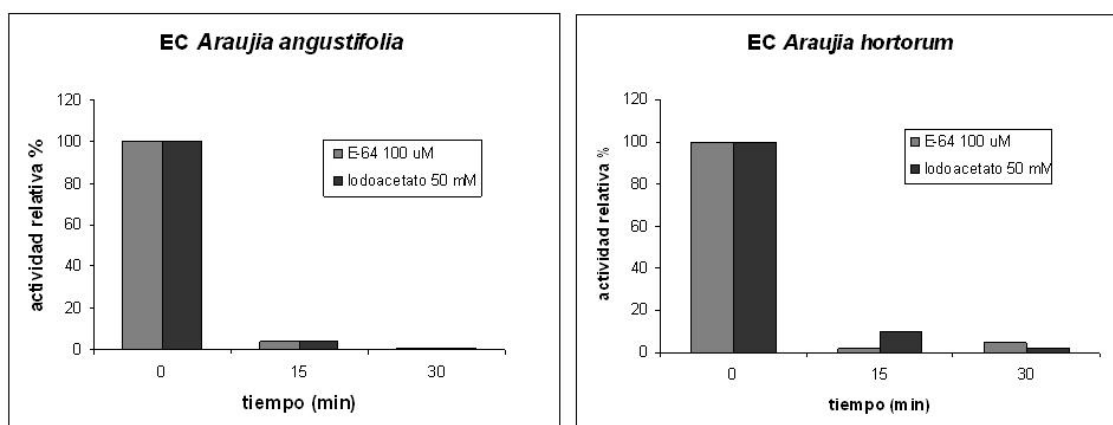 EC Araujia angustifolia
actividad relativa %
120
100
80
60
40
20
0
E-64 100 uM
Iodoacetato 50 mM
0 15 30
tiempo (min)
EC Araujia hortorum
actividad relativa %
120
100
80
60
40
20
0
E-64 100 uM
Iodoacetato 50 mM
0 15 30
tiempo (min)